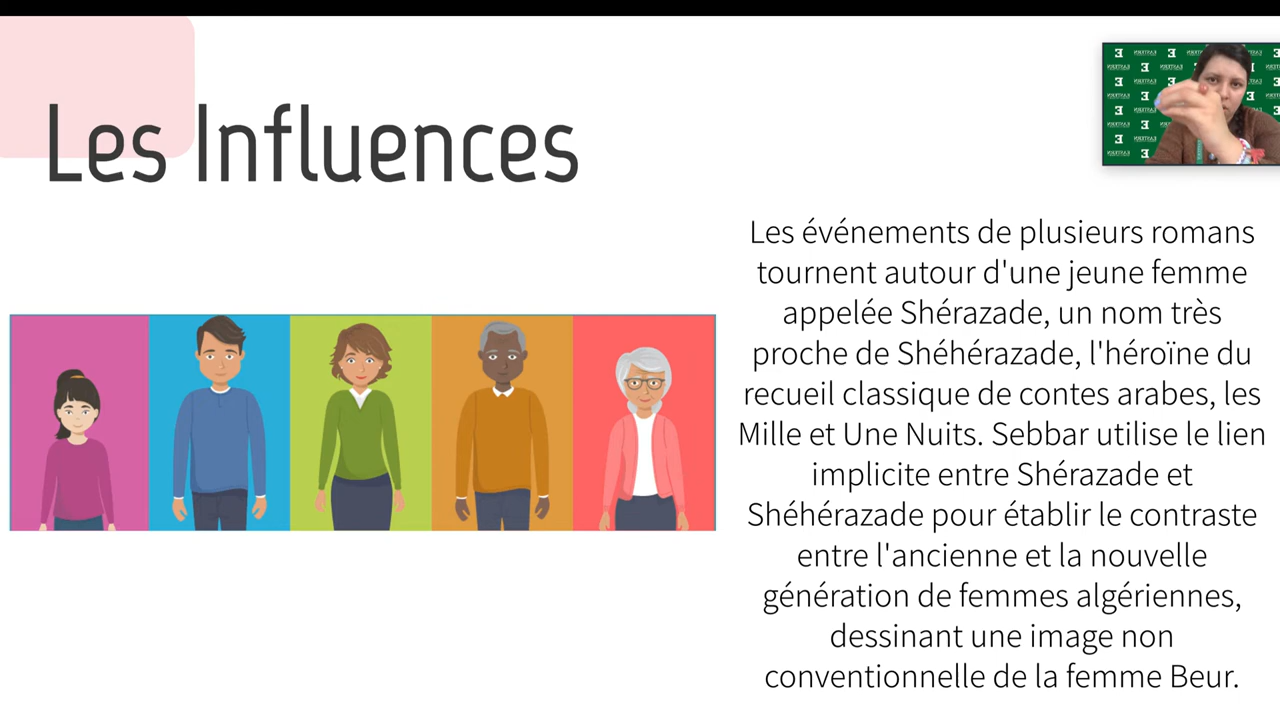 Les Influences
Les événements de plusieurs romans
tournent autour d'une jeune femme
appelée Shérazade, un nom très
proche de Shéhérazade, l'héroïne du
recueil classique de contes arabes, les
Mille et Une Nuits. Sebbar utilise le lien
implicite entre Shérazade et
Shéhérazade pour établir le contraste
entre l'ancienne et la nouvelle
génération de femmes algériennes,
dessinant une image non
conventionnelle de la femme Beur.